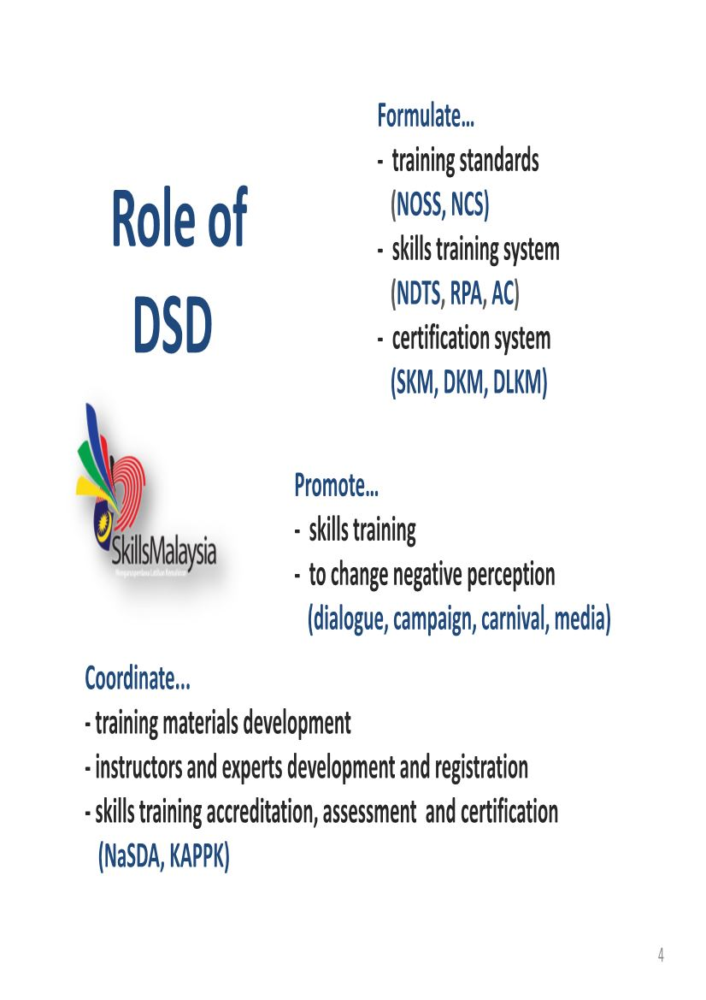 Role of
DSD
SkillsMalaysia
Formulate...
- training standards
(NOSS, NCS)
- skills training system
(NDTS, RPA, AC)
- certification system
(SKM, DKM, DLKM)
Promote...
- skills training
- to change negative perception
(dialogue, campaign, carnival, media)
Coordinate...
- training materials development
- instructors and experts development and registration
- skills training accreditation, assessment and certification
(NaSDA, KAPPK)
4